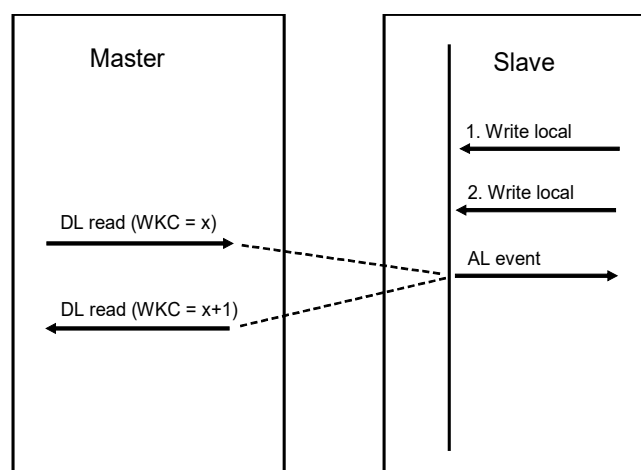 Master
Slave
1. Write local
2. Write local
DL read (WKC = x)
AL event
DL read (WKC = x+1)